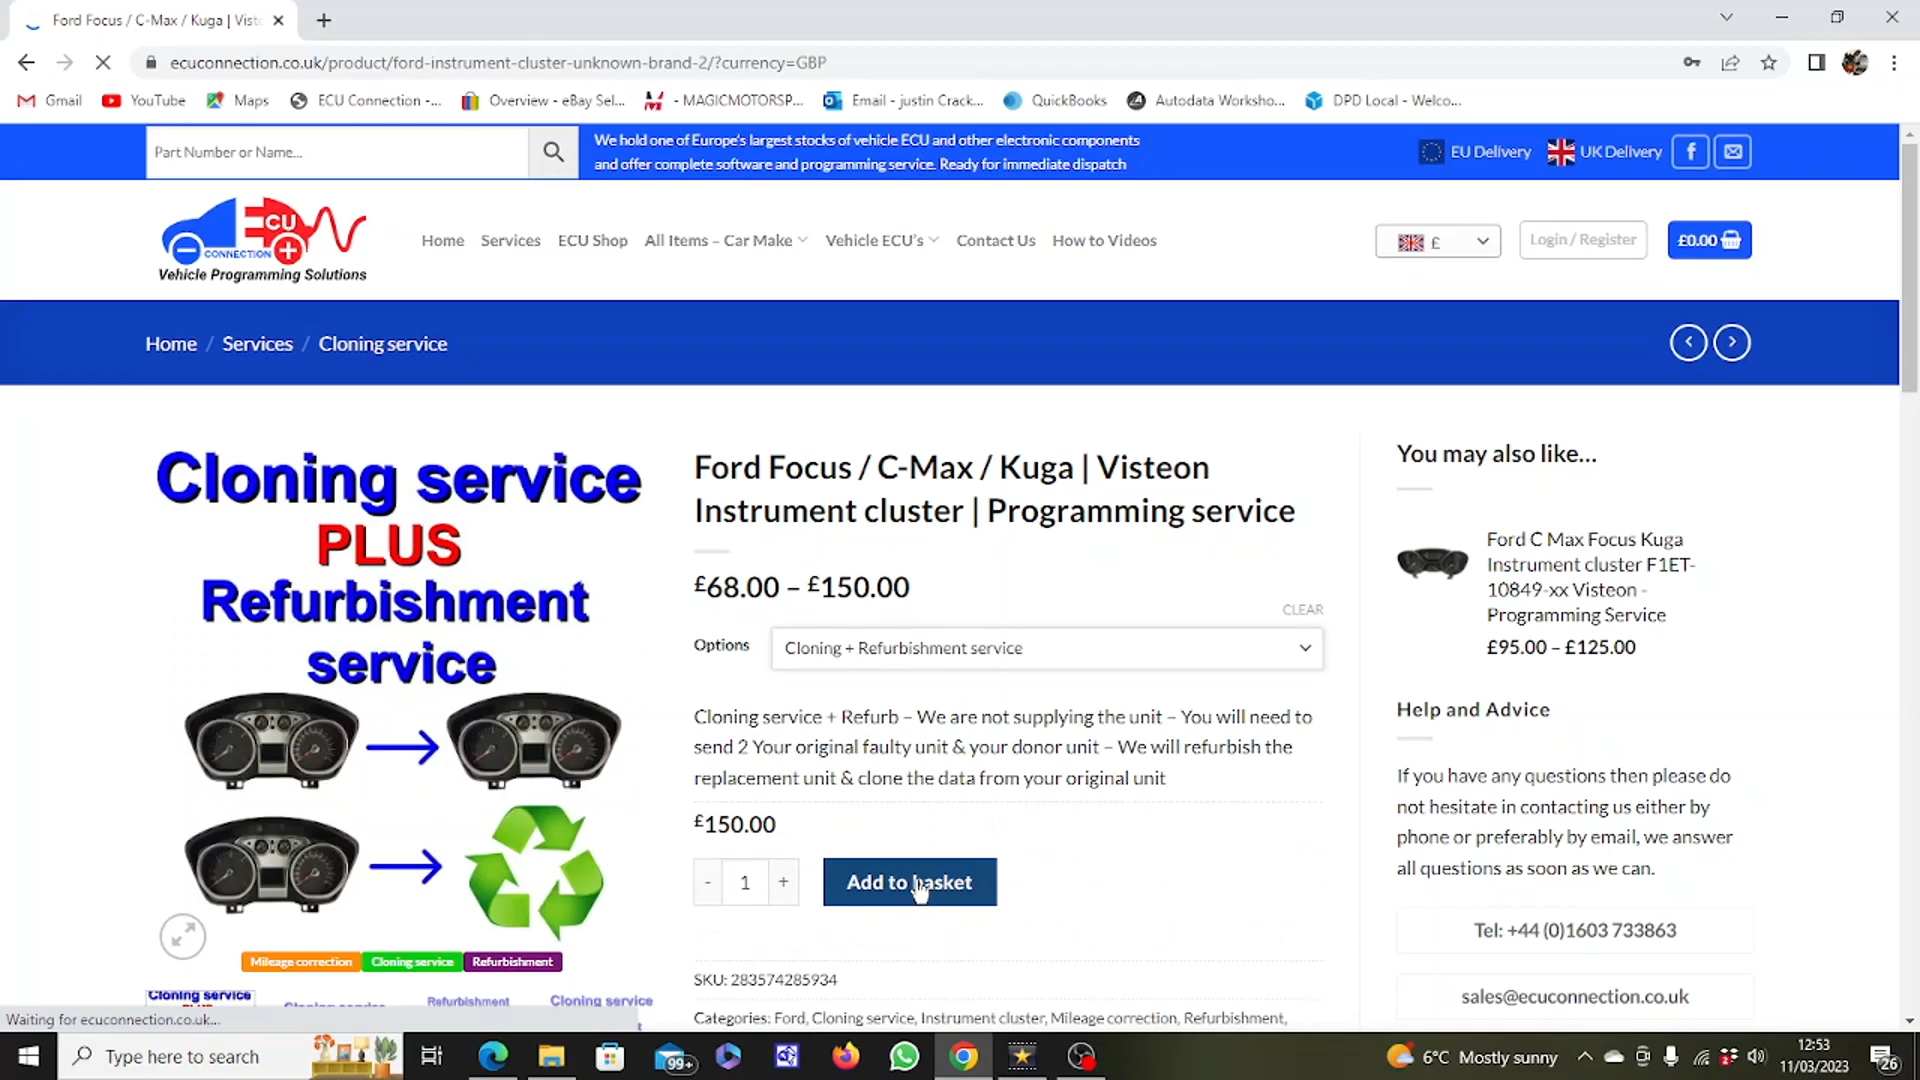 Ford Focus / C-Max / Kuga | Vist
ecuconnection.co.uk/product/ford-instrument-cluster-unknown-brand-2/?currency=GBP
Gmail YouTube Maps ECU Connection -... Overview - eBay Sel... - MAGICMOTORSP... Email - justin Crack... QuickBooks Autodata Worksho... DPD Local - Welco...
Part Number or Name...
We hold one of Europe's largest stocks of vehicle ECU and other electronic components
and offer complete software and programming service. Ready for immediate dispatch
EU Delivery UK Delivery
ECU
CONNECTION
Vehicle Programming Solutions
Home Services ECU Shop All Items – Car Make Vehicle ECU's Contact Us How to Videos
£
Login / Register
£0.00
Home / Services / Cloning service
Cloning service
PLUS
Refurbishment
service
Mileage correction Cloning service Refurbishment
Cloning service
Refurbishment
Cloning service
Ford Focus / C-Max / Kuga | Visteon
Instrument cluster | Programming service
£68.00 – £150.00
CLEAR
Options
Cloning + Refurbishment service
Cloning service + Refurb – We are not supplying the unit – You will need to
send 2 Your original faulty unit & your donor unit – We will refurbish the
replacement unit & clone the data from your original unit
£150.00
- 1 +
Add to basket
SKU: 283574285934
Categories: Ford, Cloning service, Instrument cluster, Mileage correction, Refurbishment,
You may also like...
Ford C Max Focus Kuga
Instrument cluster F1ET-
10849-xx Visteon -
Programming Service
£95.00 – £125.00
Help and Advice
If you have any questions then please do
not hesitate in contacting us either by
phone or preferably by email, we answer
all questions as soon as we can.
Tel: +44 (0)1603 733863
sales@ecuconnection.co.uk
Waiting for ecuconnection.co.uk...
Type here to search
99+
6°C Mostly sunny
12:53
11/03/2023
26